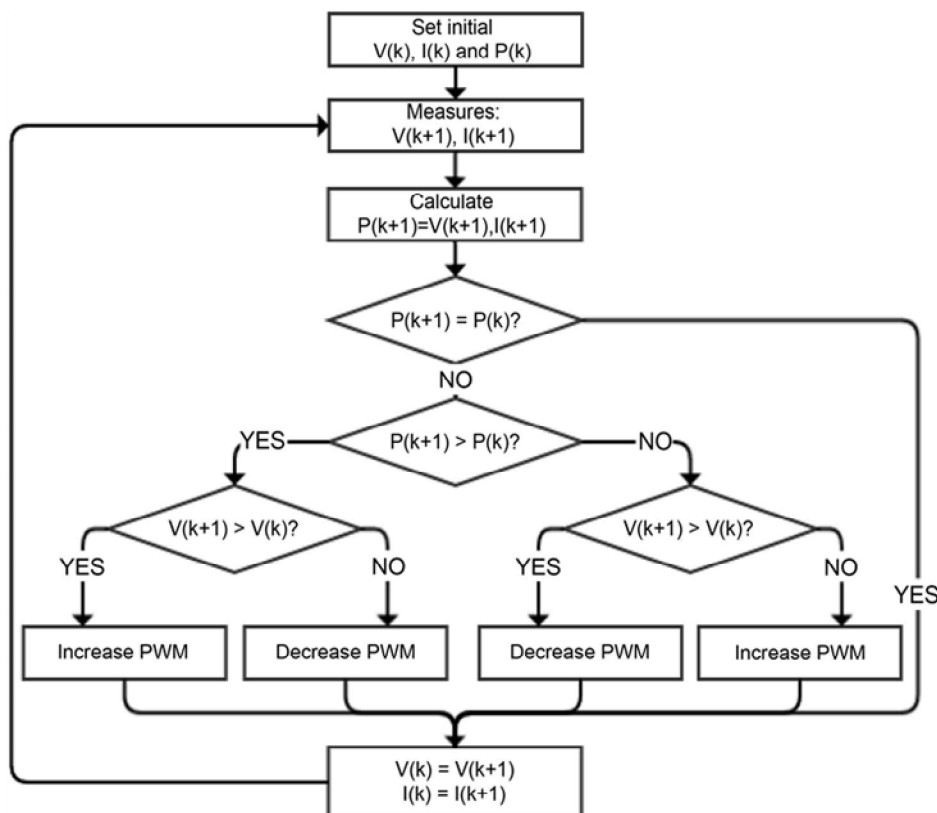 Set initial
V(k), I(k) and P(k)
Measures:
V(k+1), I(k+1)
Calculate
P(k+1)=V(k+1),I(k+1)
P(k+1) = P(k)?
NO
YES
P(k+1) > P(k)?
NO
V(k+1) > V(k)?
V(k+1) > V(k)?
YES
NO
YES
NO
YES
Increase PWM
Decrease PWM
Decrease PWM
Increase PWM
V(k) = V(k+1)
I(k) = I(k+1)